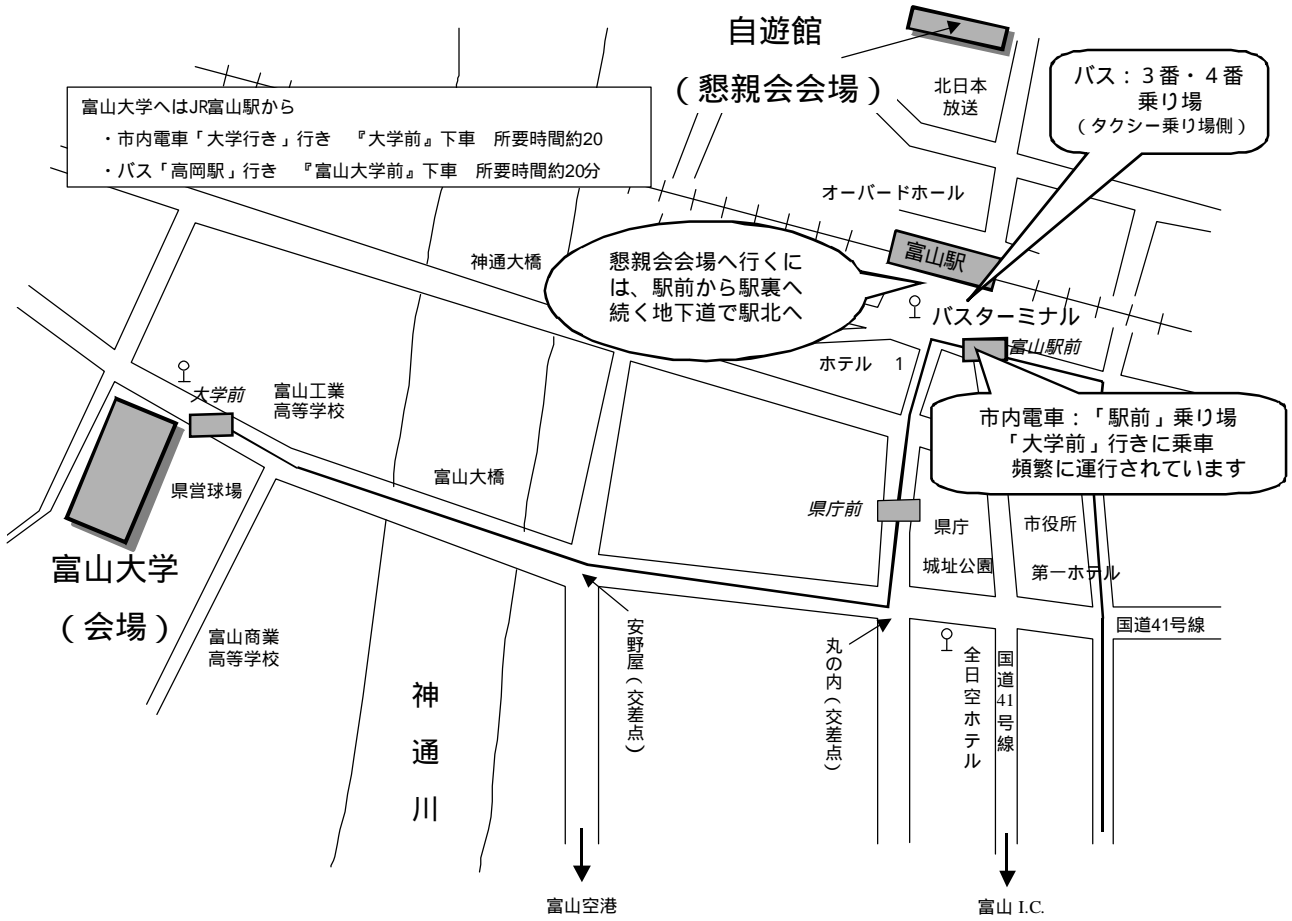 自遊館
（懇親会会場）
北日本
放送
バス：３番・４番
乗り場
（タクシー乗り場側）
富山大学へはJR富山駅から
・市内電車「大学行き」行き　『大学前』下車　所要時間約20
・バス「高岡駅」行き　『富山大学前』下車　所要時間約20分
オーバードホール
神通大橋
懇親会会場へ行くに
は、駅前から駅裏へ
続く地下道で駅北へ
富山駅
バスターミナル
富山駅前
ホテル　1
大学前
富山工業
高等学校
市内電車：「駅前」乗り場
「大学前」行きに乗車
頻繁に運行されています
富山大橋
県営球場
県庁前
県庁
市役所
城址公園
第一ホテル
富山大学
（会場）
富山商業
高等学校
国道41号線
安野屋（交差点）
丸の内（交差点）
全日空ホテル
国道41号線
神通川
富山空港
富山 I.C.